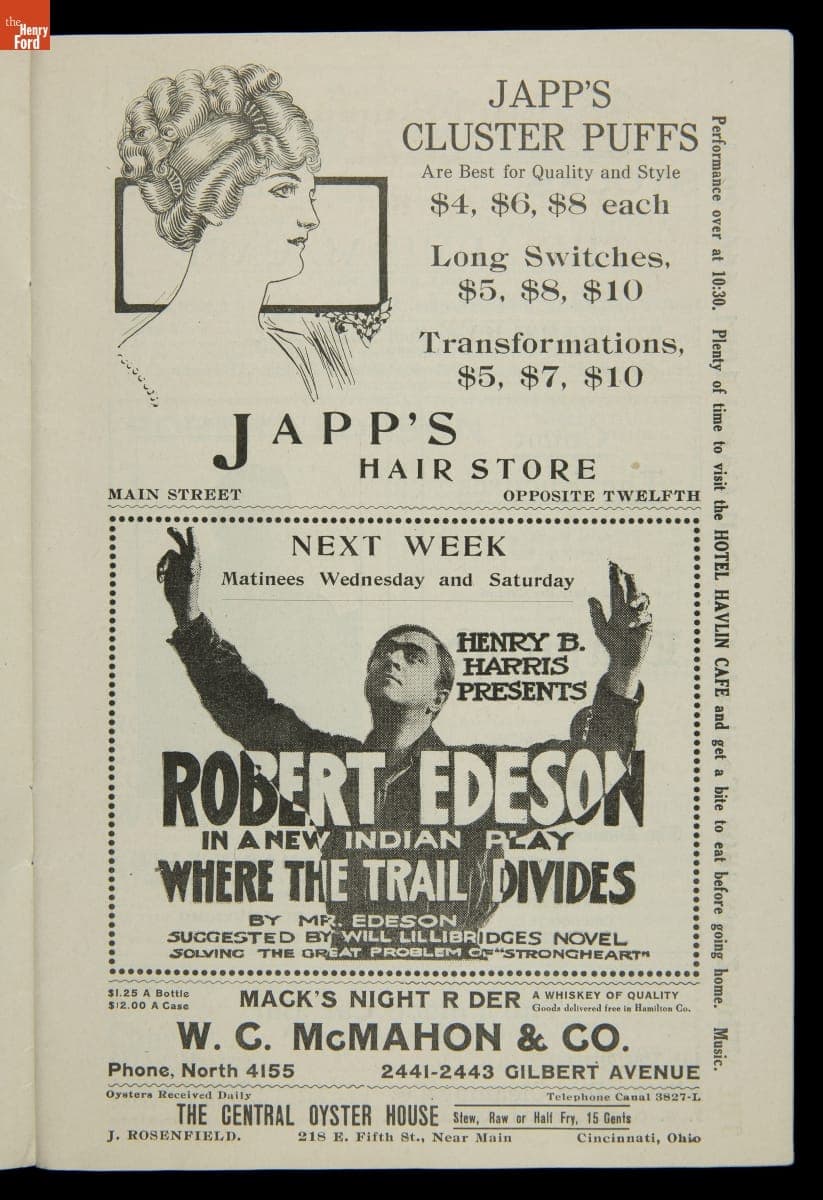 the
Henry
Ford
JAPP'S
CLUSTER PUFFS
Are Best for Quality and Style
$4, $6, $8 each
Long Switches,
$5, $8, $10
Transformations,
$5, $7, $10
JAPP'S
HAIR STORE
MAIN STREET OPPOSITE TWELFTH
NEXT WEEK
Matinees Wednesday and Saturday
HENRY B.
HARRIS
PRESENTS
ROBERT EDESON
IN A NEW INDIAN PLAY
WHERE THE TRAIL DIVIDES
BY MR. EDESON
SUGGESTED BY WILL LILLIBRIDGES NOVEL
SOLVING THE GREAT PROBLEM OF "STRONGHEART"
$1.25 A Bottle
$12.00 A Case
MACK'S NIGHT R DER
A WHISKEY OF QUALITY
Goods delivered free in Hamilton Co.
W. C. McMAHON & CO.
Phone, North 4155 2441-2443 GILBERT AVENUE
Oysters Received Daily Telephone Canal 3827-L
THE CENTRAL OYSTER HOUSE Stew, Raw or Half Fry, 15 Cents
J. ROSENFIELD. 218 E. Fifth St., Near Main Cincinnati, Ohio
Performance over at 10:30. Plenty of time to visit the HOTEL HAVLIN CAFE and get a bite to eat before going home. Music.